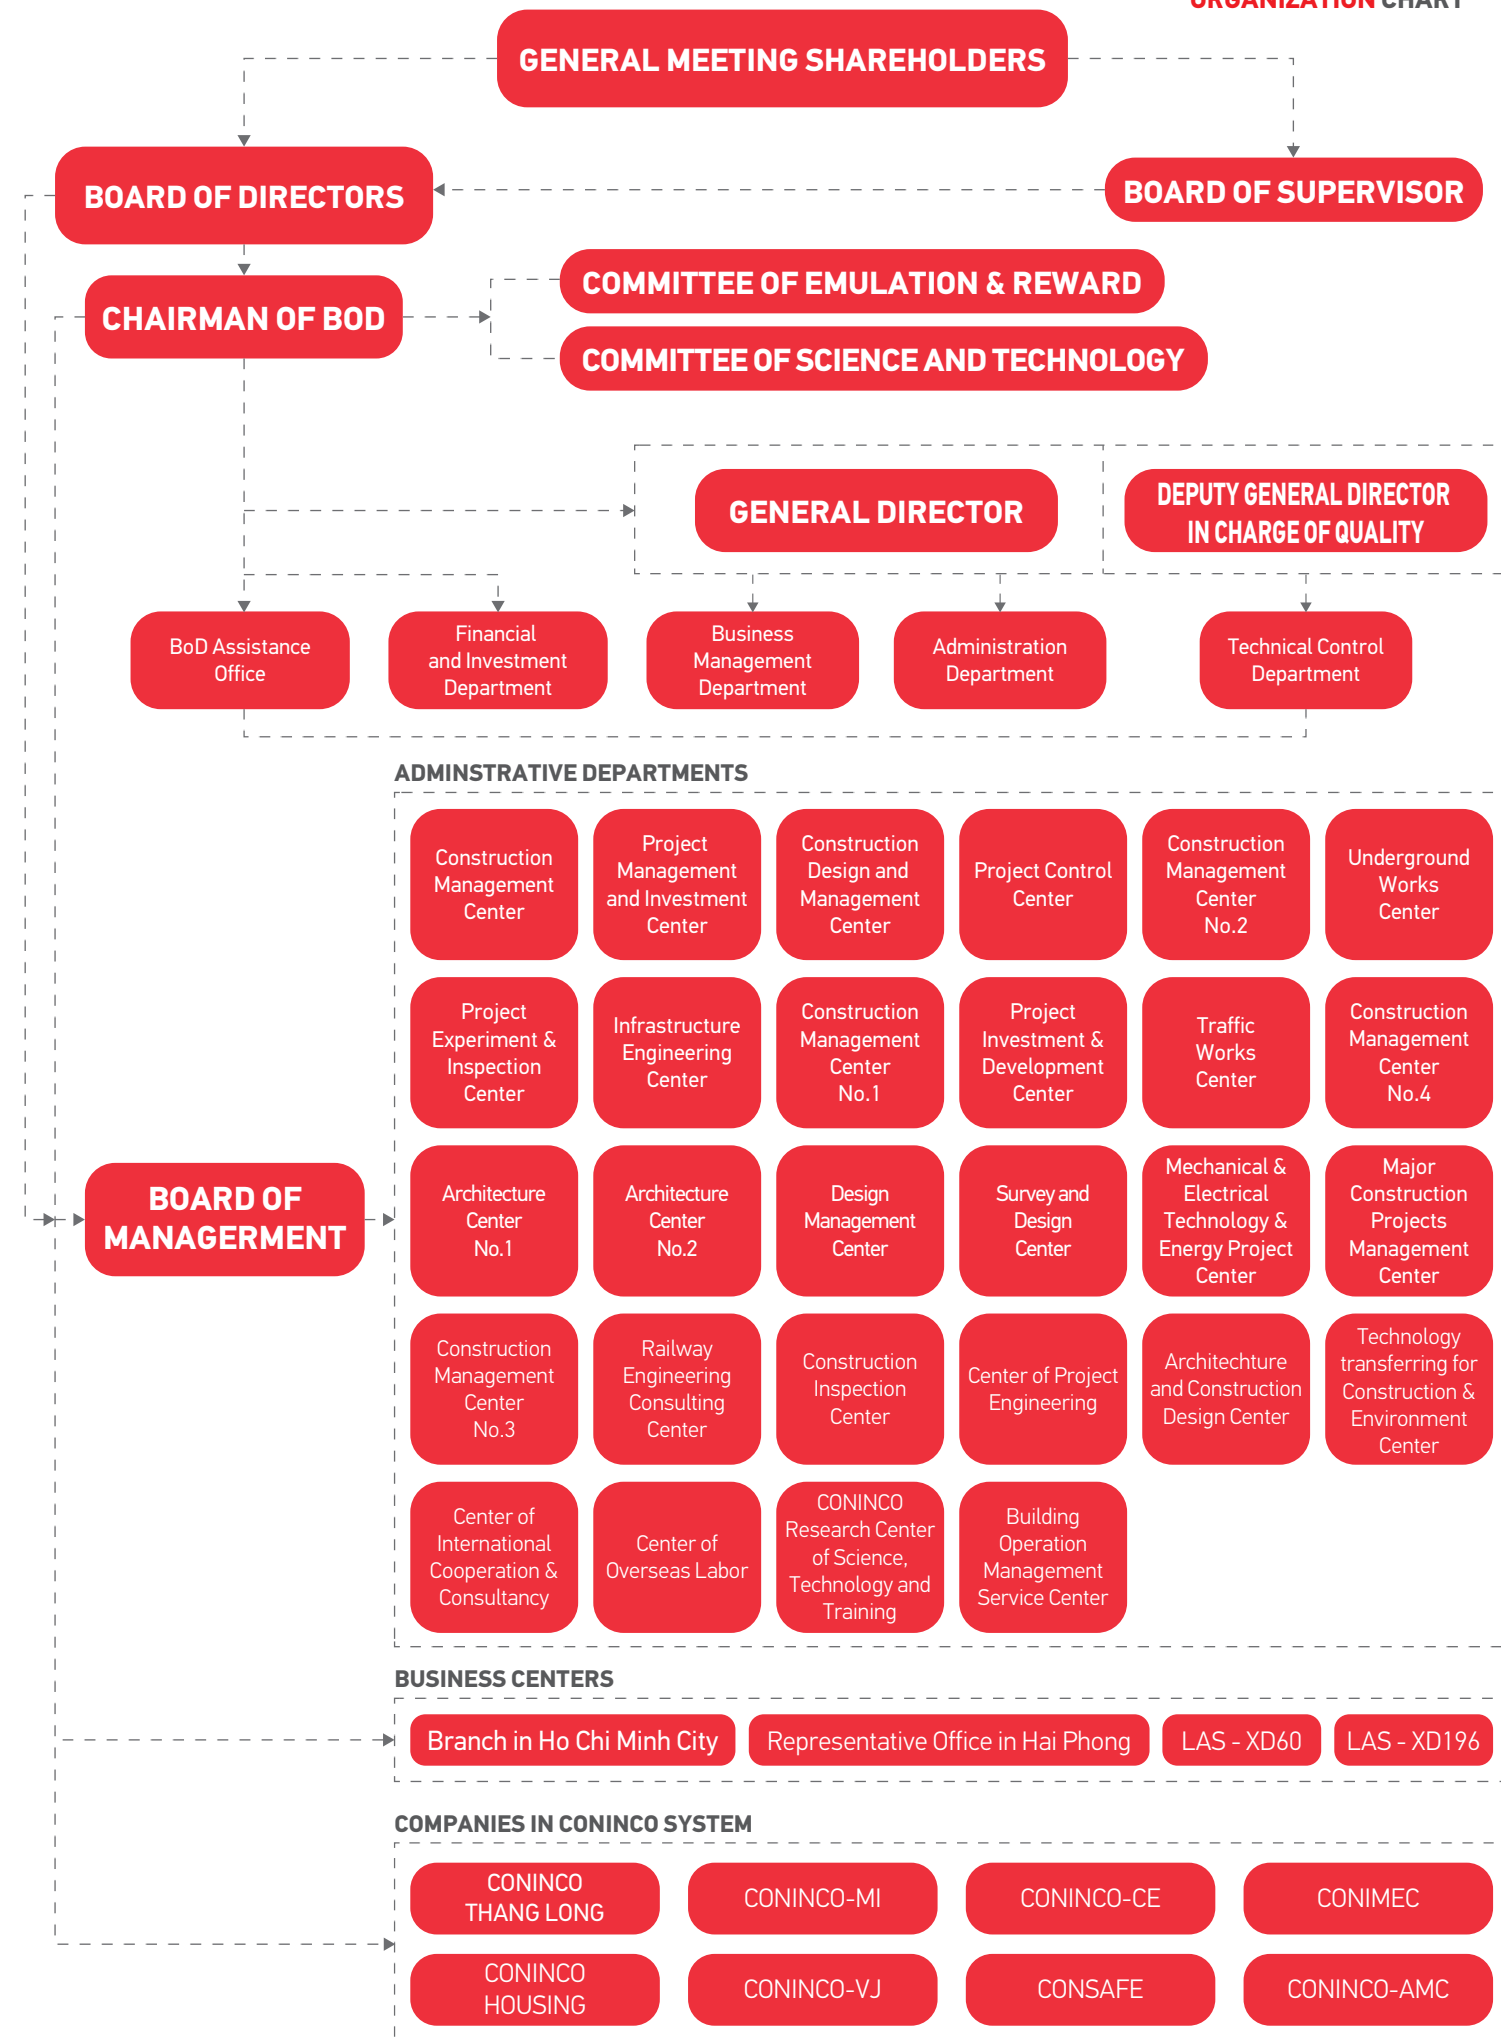 ORGANIZATION CHART
GENERAL MEETING SHAREHOLDERS
BOARD OF DIRECTORS
BOARD OF SUPERVISOR
COMMITTEE OF EMULATION & REWARD
CHAIRMAN OF BOD
COMMITTEE OF SCIENCE AND TECHNOLOGY
GENERAL DIRECTOR
DEPUTY GENERAL DIRECTOR
IN CHARGE OF QUALITY
BoD Assistance
Office
Financial
and Investment
Department
Business
Management
Department
Administration
Department
Technical Control
Department
ADMINSTRATIVE DEPARTMENTS
Construction
Management
Center
Project
Management
and Investment
Center
Construction
Design and
Management
Center
Project Control
Center
Construction
Management
Center
No.2
Underground
Works
Center
Project
Experiment &
Inspection
Center
Infrastructure
Engineering
Center
Construction
Management
Center
No.1
Project
Investment &
Development
Center
Traffic
Works
Center
Construction
Management
Center
No.4
BOARD OF
MANAGERMENT
Architecture
Center
No.1
Architecture
Center
No.2
Design
Management
Center
Survey and
Design
Center
Mechanical &
Electrical
Technology &
Energy Project
Center
Major
Construction
Projects
Management
Center
Construction
Management
Center
No.3
Railway
Engineering
Consulting
Center
Construction
Inspection
Center
Center of Project
Engineering
Architechture
and Construction
Design Center
Technology
transferring for
Construction &
Environment
Center
Center of
International
Cooperation &
Consultancy
Center of
Overseas Labor
CONINCO
Research Center
of Science,
Technology and
Training
Building
Operation
Management
Service Center
BUSINESS CENTERS
Branch in Ho Chi Minh City
Representative Office in Hai Phong
LAS - XD60
LAS - XD196
COMPANIES IN CONINCO SYSTEM
CONINCO
THANG LONG
CONINCO-MI
CONINCO-CE
CONIMEC
CONINCO
HOUSING
CONINCO-VJ
CONSAFE
CONINCO-AMC